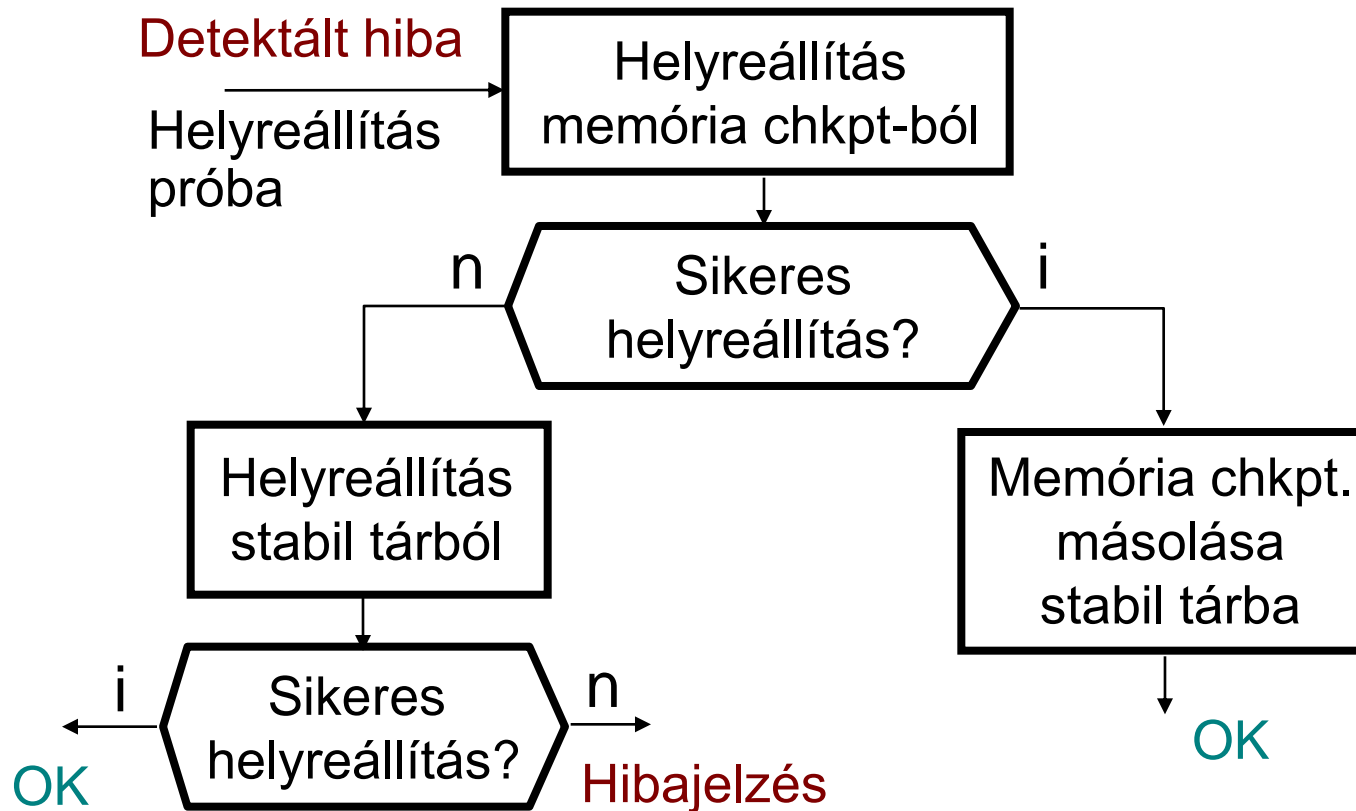 Detektált hiba
Helyreállítás
próba
Helyreállítás
memória chkpt-ból
n
Sikeres
helyreállítás?
i
Helyreállítás
stabil tárból
Memória chkpt.
másolása
stabil tárba
i
Sikeres
helyreállítás?
n
OK
Hibajelzés
OK